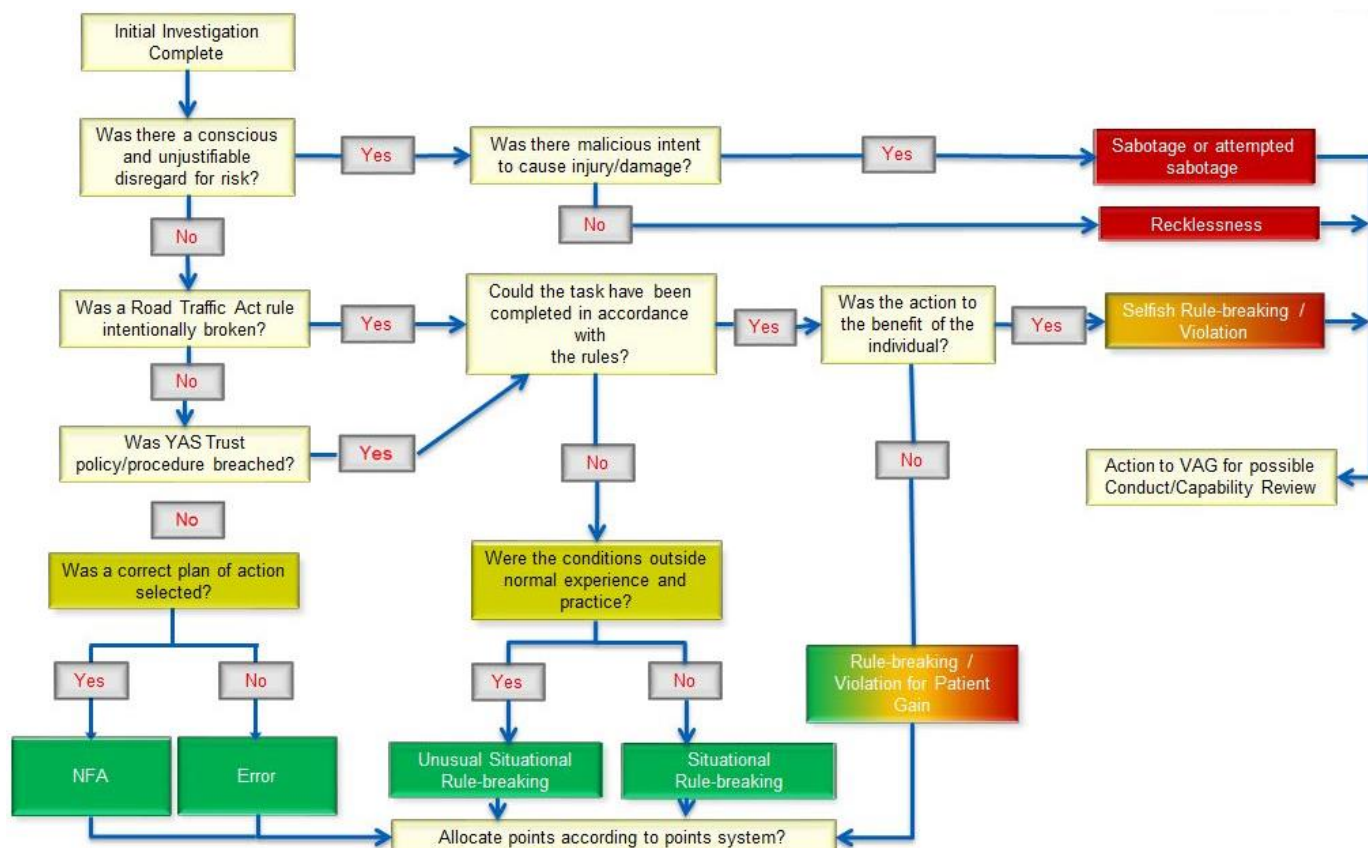 Initial Investigation
Complete
Was there a conscious
and unjustifiable
disregard for risk?
Yes
Was there malicious intent
to cause injury/damage?
Yes
Sabotage or attempted
sabotage
No
No
Recklessness
Was a Road Traffic Act rule
intentionally broken?
Yes
Could the task have been
completed in accordance
with
the rules?
Yes
Was the action to
the benefit of the
individual?
Yes
Selfish Rule-breaking /
Violation
No
Was YAS Trust
policy/procedure breached?
Yes
No
No
Action to VAG for possible
Conduct/Capability Review
No
Was a correct plan of action
selected?
Were the conditions outside
normal experience and
practice?
Yes
No
Yes
No
Rule-breaking /
Violation for Patient
Gain
NFA
Error
Unusual Situational
Rule-breaking
Situational
Rule-breaking
Allocate points according to points system?